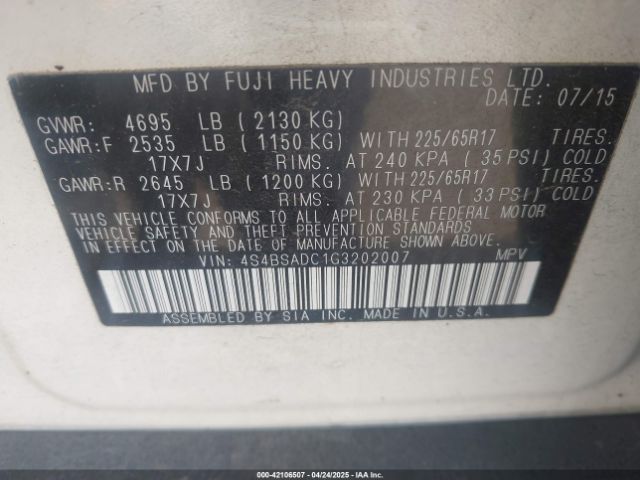 MFD BY FUJI HEAVY INDUSTRIES LTD.
DATE: 07/15
GVWR: 4695 LB ( 2130 KG)
GAWR:F 2535 LB ( 1150 KG) WITH 225/65R17 TIRES.
17X7J RIMS. AT 240 KPA ( 35 PSI) COLD
GAWR:R 2645 LB ( 1200 KG) WITH 225/65R17 TIRES.
17X7J RIMS. AT 230 KPA ( 33 PSI) COLD
THIS VEHICLE CONFORMS TO ALL APPLICABLE FEDERAL MOTOR
VEHICLE SAFETY AND THEFT PREVENTION STANDARDS
IN EFFECT ON THE DATE OF MANUFACTURE SHOWN ABOVE.
VIN: 4S4BSADC1G3202007 MPV
ASSEMBLED BY SIA INC. MADE IN U.S.A.
000-42106507 - 04/24/2025 - IAAI.COM